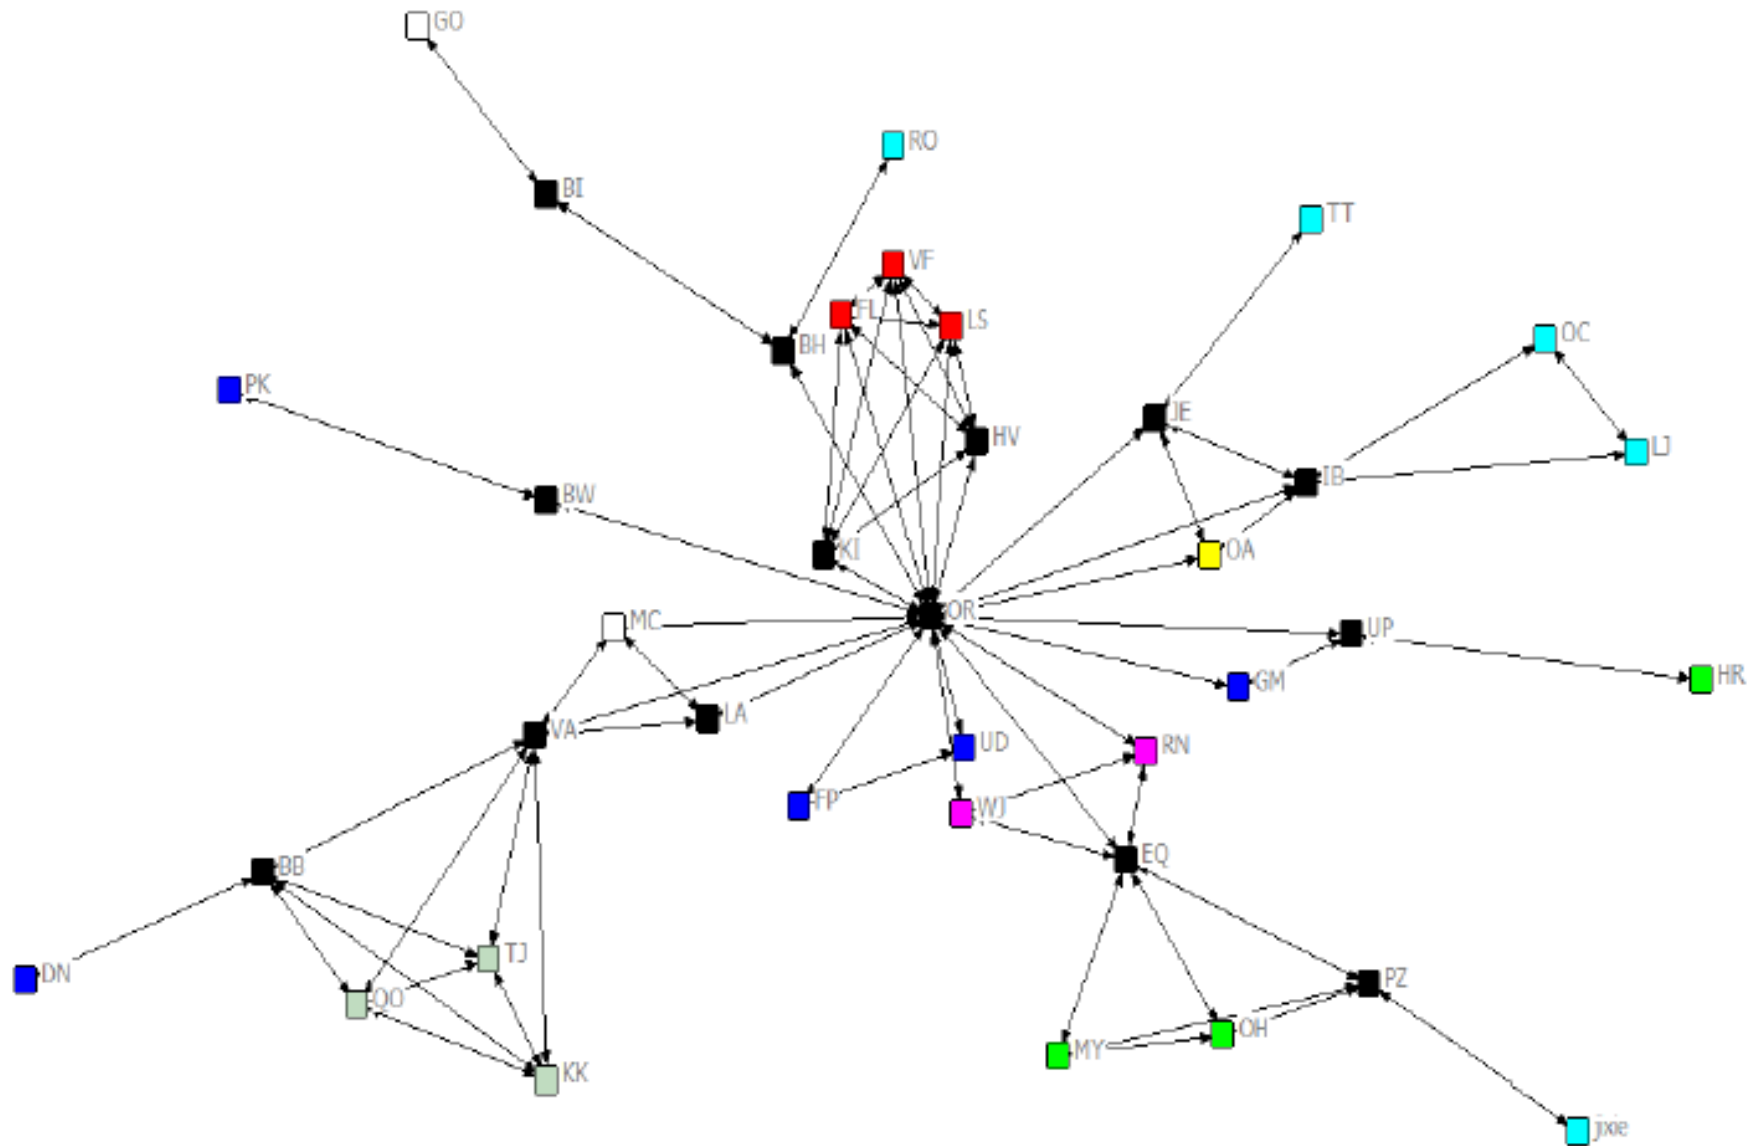 GO
RO
BI
TT
VF
FL
LS
OC
BH
PK
JE
HV
LJ
IB
BW
KI
OA
OR
MC
UP
HR
GM
LA
VA
UD
RN
FP
WJ
EQ
BB
TJ
DN
PZ
QO
OH
MY
KK
jixie